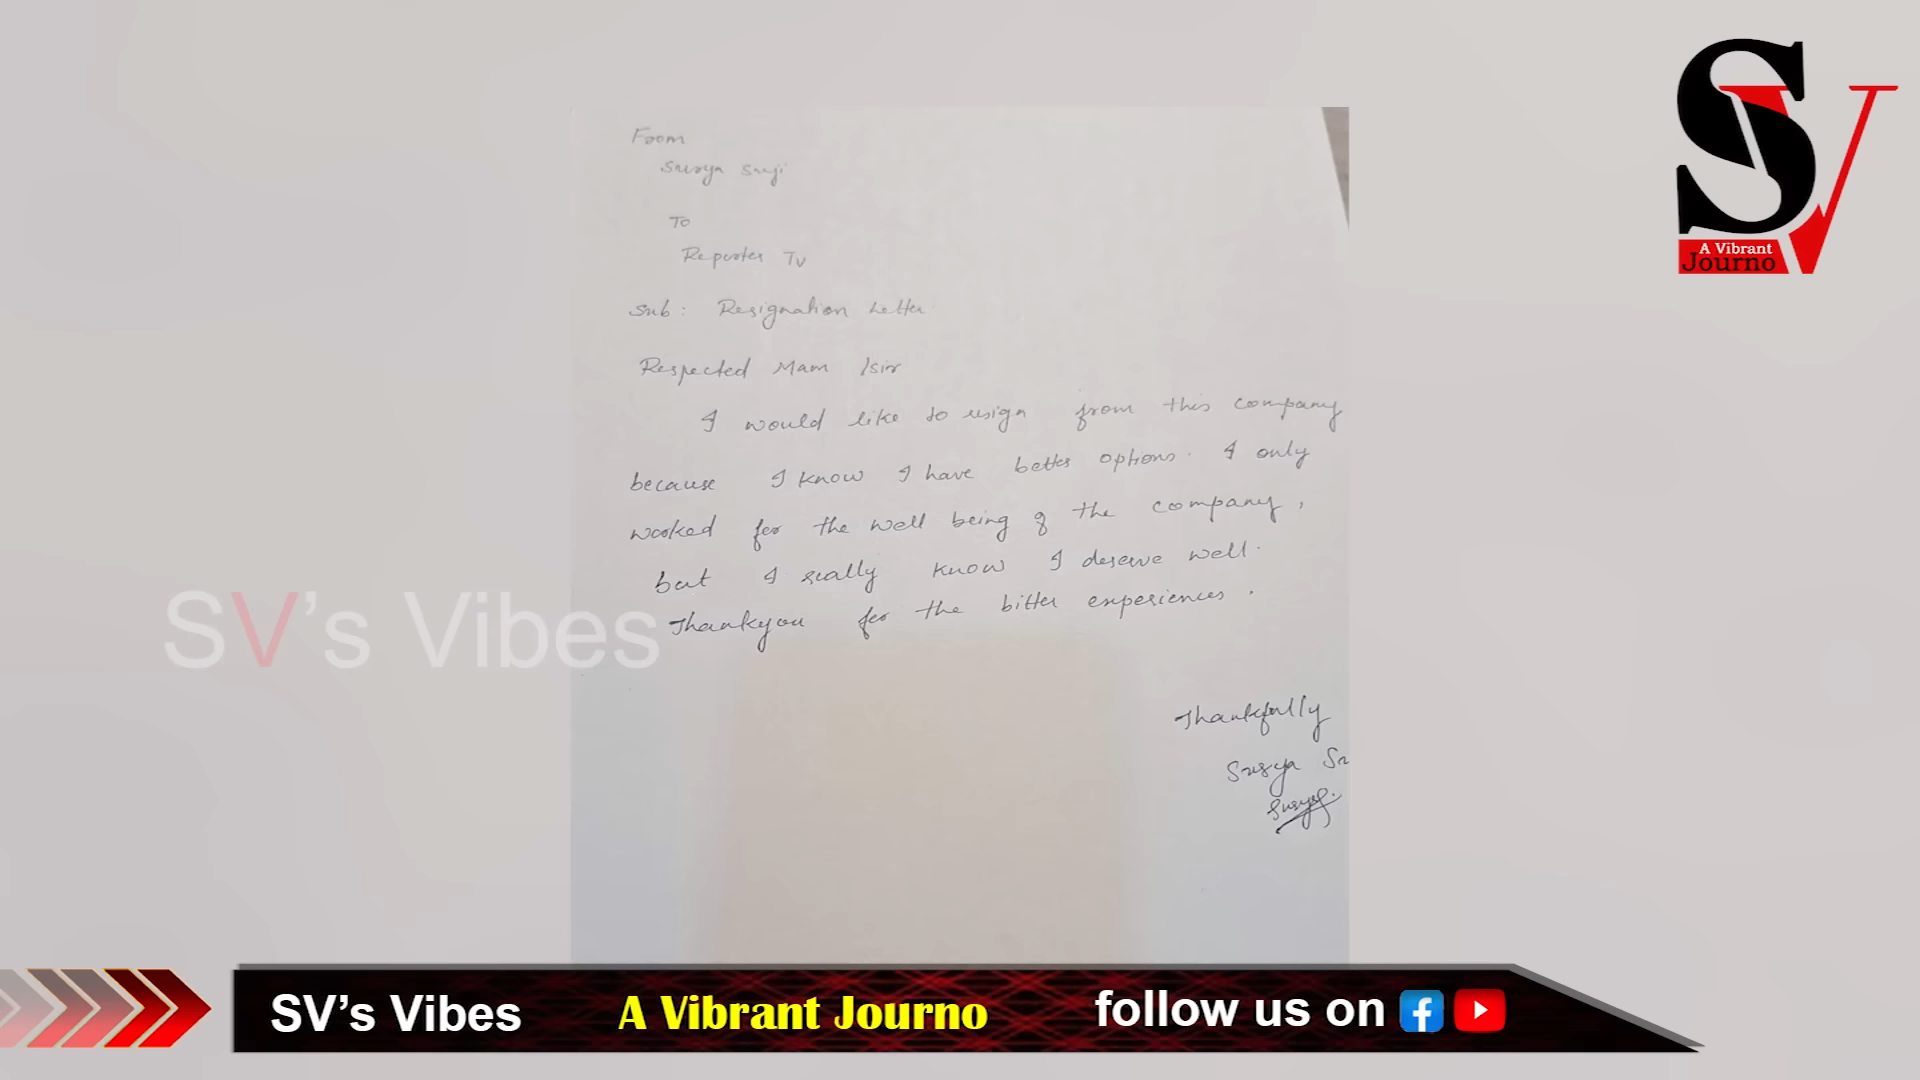 From
Surya Suji
To
Reporter Tv
Sub: Resignation Letter
Respected Mam /sir
I would like to resign from this company
because I know I have better options. I only
worked for the well being of the company,
but I really know I deserve well.
Thankyou for the bitter experiences.
Thankfully
Surya Su
Surya
SV's Vibes
SV
A Vibrant
Journo
SV's Vibes A Vibrant Journo follow us on